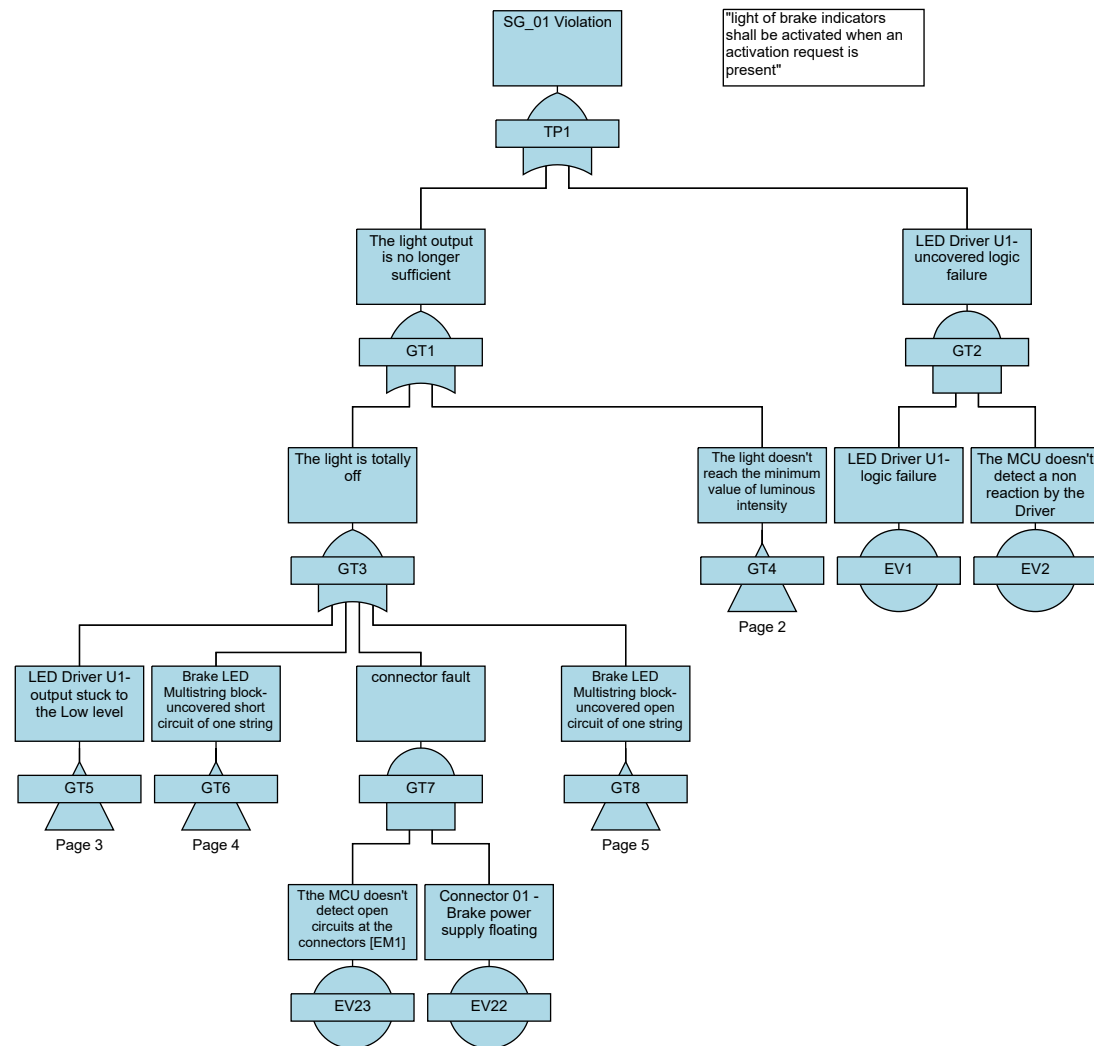 SG_01 Violation
"light of brake indicators
shall be activated when an
activation request is
present"
TP1
The light output
is no longer
sufficient
LED Driver U1-
uncovered logic
failure
GT1
GT2
The light is totally
off
The light doesn't
reach the minimum
value of luminous
intensity
LED Driver U1-
logic failure
The MCU doesn't
detect a non
reaction by the
Driver
GT3
GT4
EV1
EV2
Page 2
LED Driver U1-
output stuck to
the Low level
Brake LED
Multistring block-
uncovered short
circuit of one string
connector fault
Brake LED
Multistring block-
uncovered open
circuit of one string
GT5
GT6
GT7
GT8
Page 3
Page 4
Page 5
Tthe MCU doesn't
detect open
circuits at the
connectors [EM1]
Connector 01 -
Brake power
supply floating
EV23
EV22